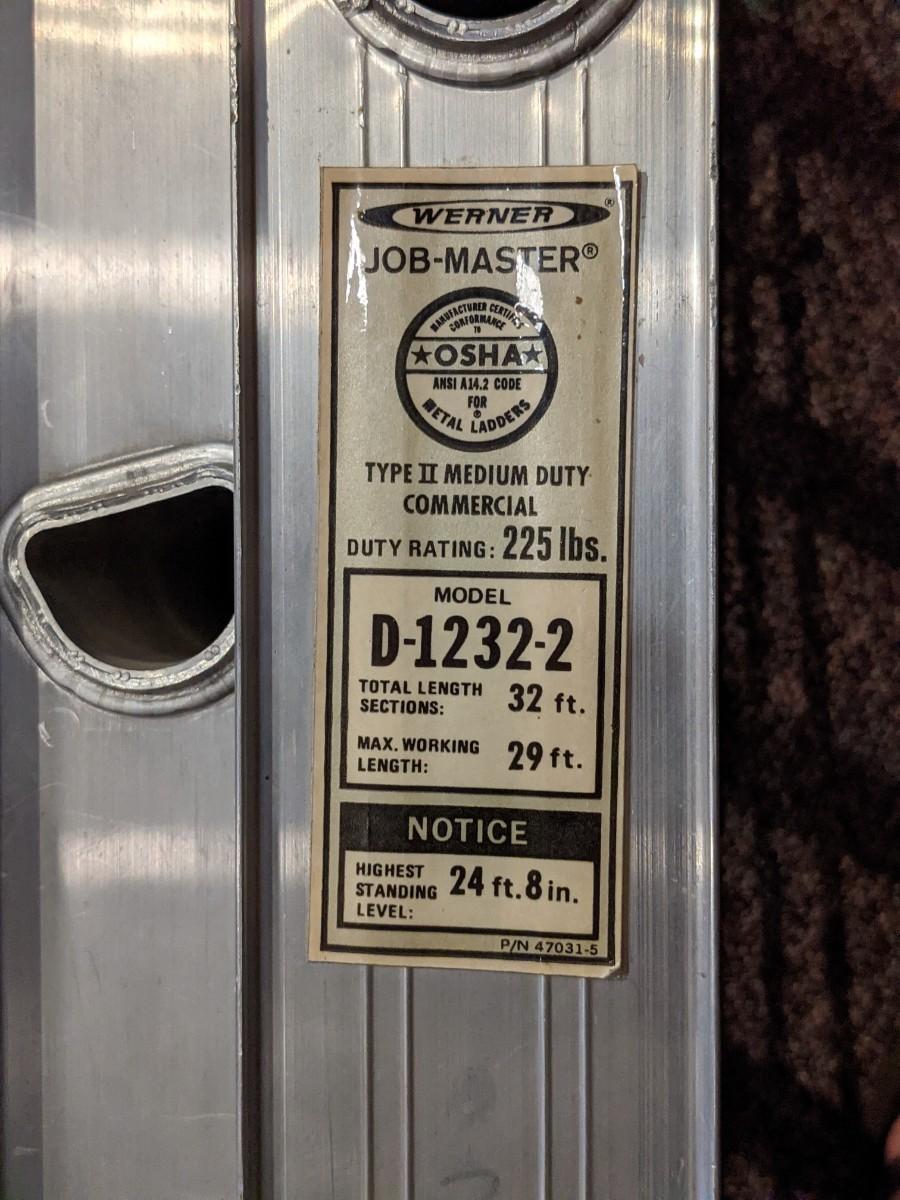 WERNER®
JOB-MASTER®
MANUFACTURER CERTIFIES
CONFORMANCE
TO
★OSHA★
ANSI A14.2 CODE
FOR
®
METAL LADDERS
TYPE II MEDIUM DUTY
COMMERCIAL
DUTY RATING: 225 lbs.
MODEL
D-1232-2
TOTAL LENGTH
SECTIONS: 32 ft.
MAX. WORKING
LENGTH: 29 ft.
NOTICE
HIGHEST
STANDING
LEVEL: 24 ft. 8 in.
P/N 47031-5